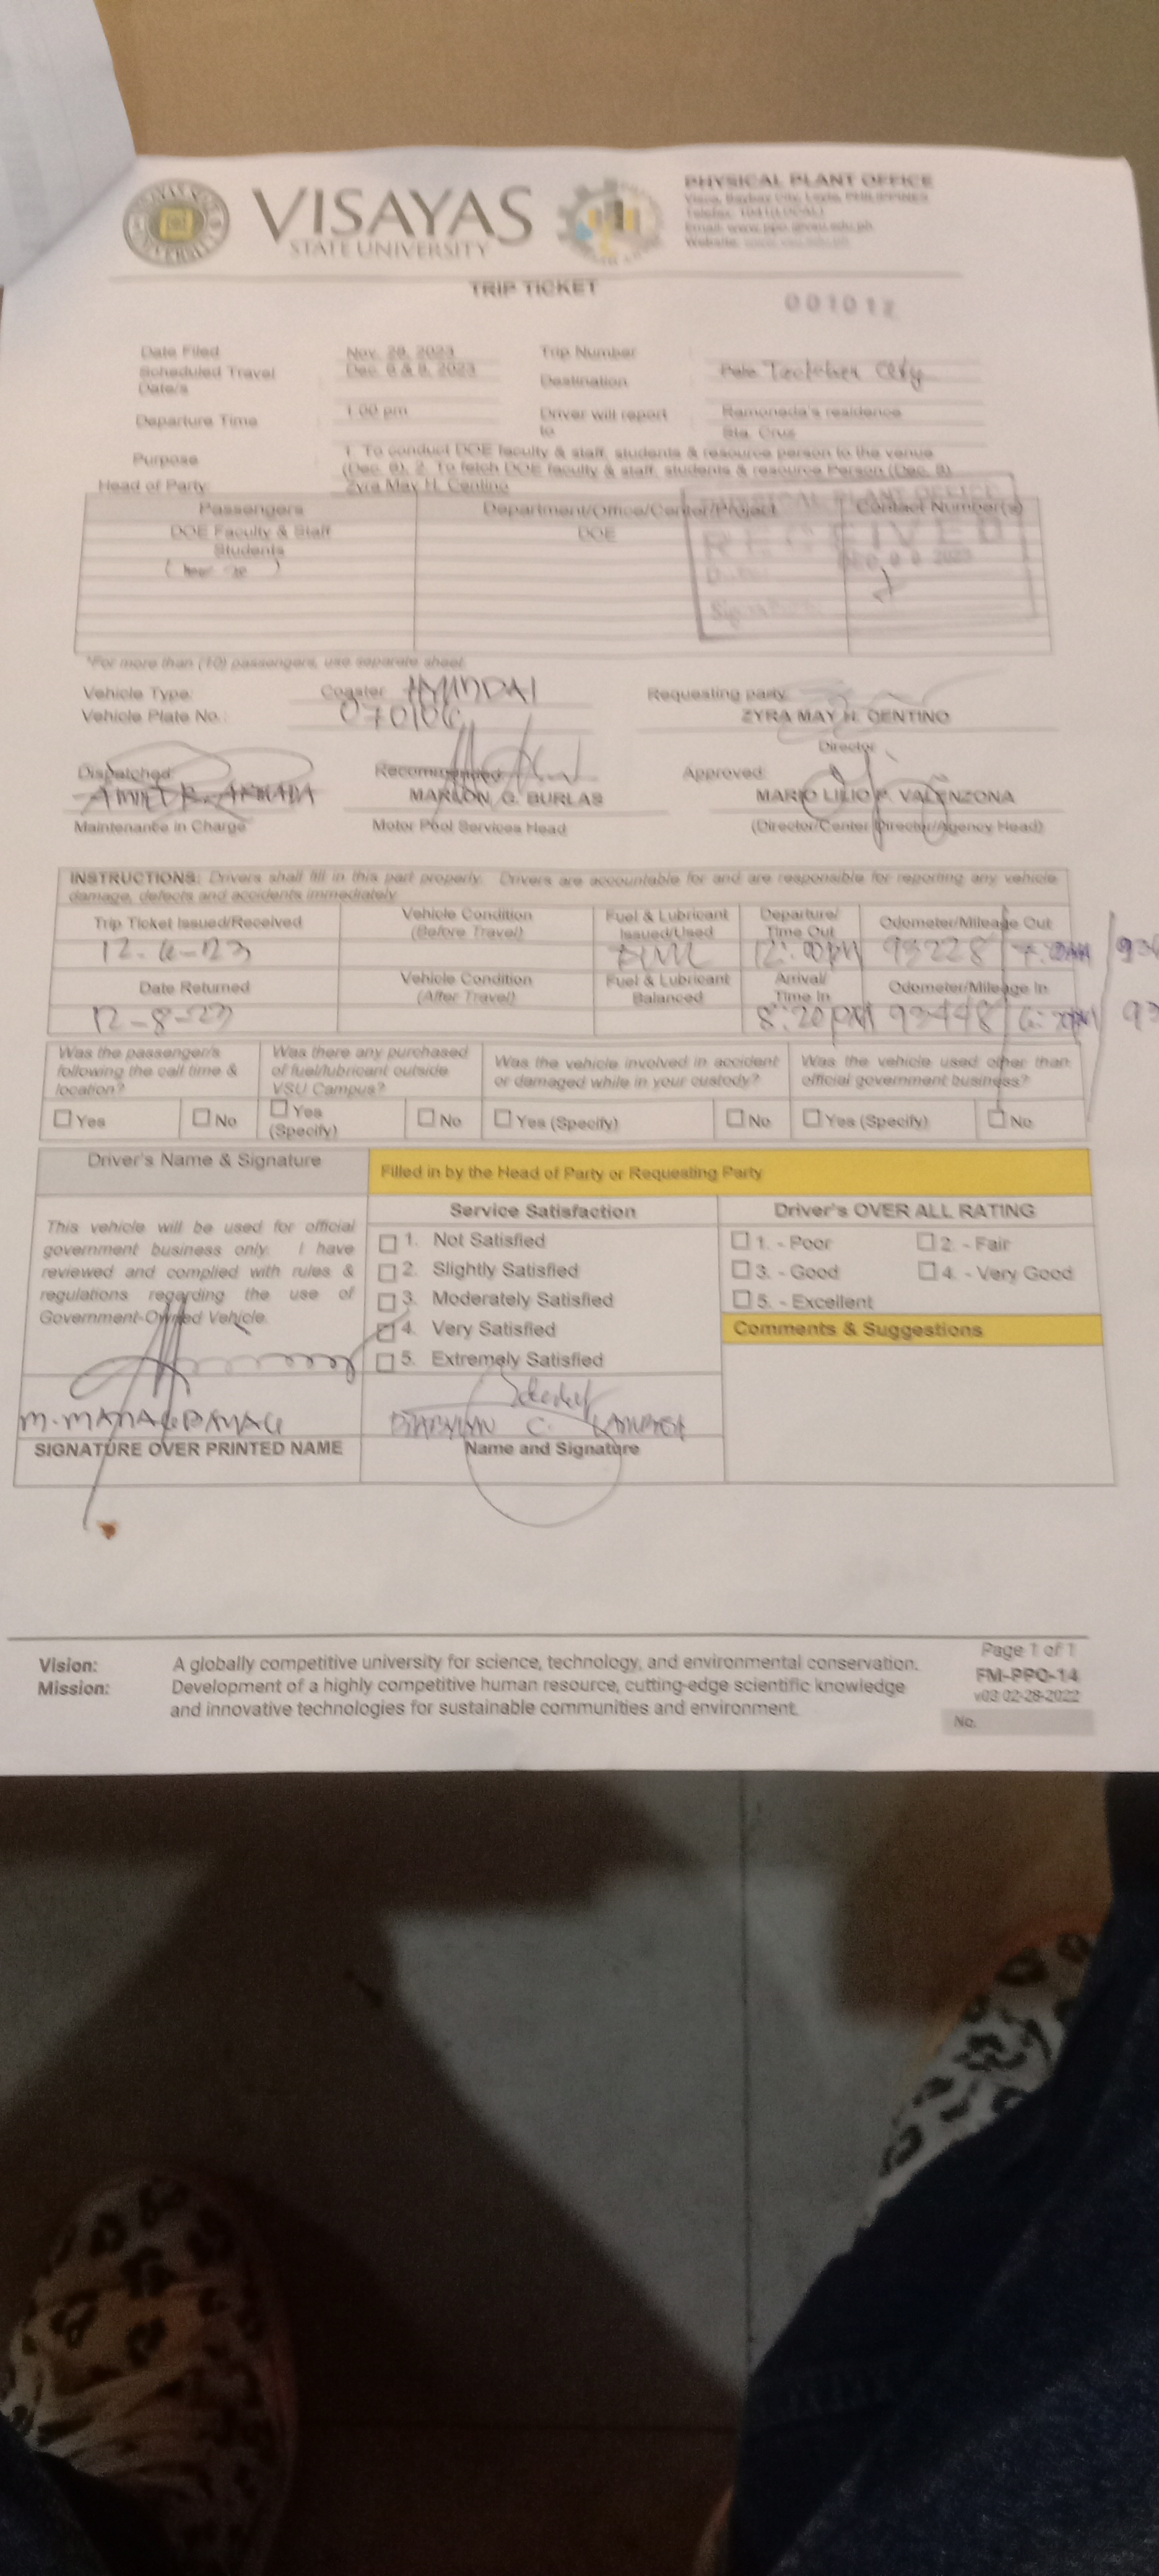 VISAYAS
STATE UNIVERSITY
PHYSICAL PLANT OFFICE
Visca, Baybay City, Leyte, PHILIPPINES
TRIP TICKET
001012
Date Filed Nov. 29, 2023 Trip Number
Scheduled Travel Date/s : Dec. 6 & 8, 2023 Destination Tacloban City
Departure Time : 1:00 pm Driver will report to : Ramoneda's residence Sta. Cruz
Purpose : 1. To conduct DOE faculty & staff, students & resource person to the venue
(Dec. 6), 2. To fetch DOE faculty & staff, students & resource Person (Dec. 8)
Head of Party: Zyra May H. Centino
Passengers Department/Office/Center/Project Contact Number(s)
DOE Faculty & Staff DOE
Students
PHYSICAL PLANT OFFICE
RECEIVED
*For more than (10) passengers, use separate sheet.
Vehicle Type: Coaster HYUNDAI Requesting party:
Vehicle Plate No.: ZYRA MAY H. CENTINO
Director
Dispatched: Recommended: Approved:
MARLON G. BURLAS MARIO LILIO P. VALENZONA
Maintenance in Charge Motor Pool Services Head (Director/Center Director/Agency Head)
INSTRUCTIONS: Drivers shall fill in this part properly. Drivers are accountable for and are responsible for reporting any vehicle
damage, defects and accidents immediately
Trip Ticket Issued/Received Vehicle Condition (Before Travel) Fuel & Lubricant Issued/Used Departure/ Time Out Odometer/Mileage Out
12:00PM 93228
Date Returned Vehicle Condition (After Travel) Fuel & Lubricant Balanced Arrival/ Time In Odometer/Mileage In
12-8-23 8:20PM 93448
Was the passenger/s following the call time & location? Was there any purchased of fuel/lubricant outside VSU Campus? Was the vehicle involved in accident or damaged while in your custody? Was the vehicle used other than official government business?
Yes No Yes (Specify) No Yes (Specify) No Yes (Specify) No
Driver's Name & Signature Filled in by the Head of Party or Requesting Party
Service Satisfaction Driver's OVER ALL RATING
This vehicle will be used for official
government business only. I have
reviewed and complied with rules &
regulations regarding the use of
Government-Owned Vehicle.
1. Not Satisfied
2. Slightly Satisfied
3. Moderately Satisfied
4. Very Satisfied
5. Extremely Satisfied
1. - Poor 2. - Fair
3. - Good 4. - Very Good
5. - Excellent
Comments & Suggestions
SIGNATURE OVER PRINTED NAME Name and Signature
Vision: A globally competitive university for science, technology, and environmental conservation.
Mission: Development of a highly competitive human resource, cutting-edge scientific knowledge
and innovative technologies for sustainable communities and environment.
Page 1 of 1
FM-PPO-14
v03 02-28-2022
No.